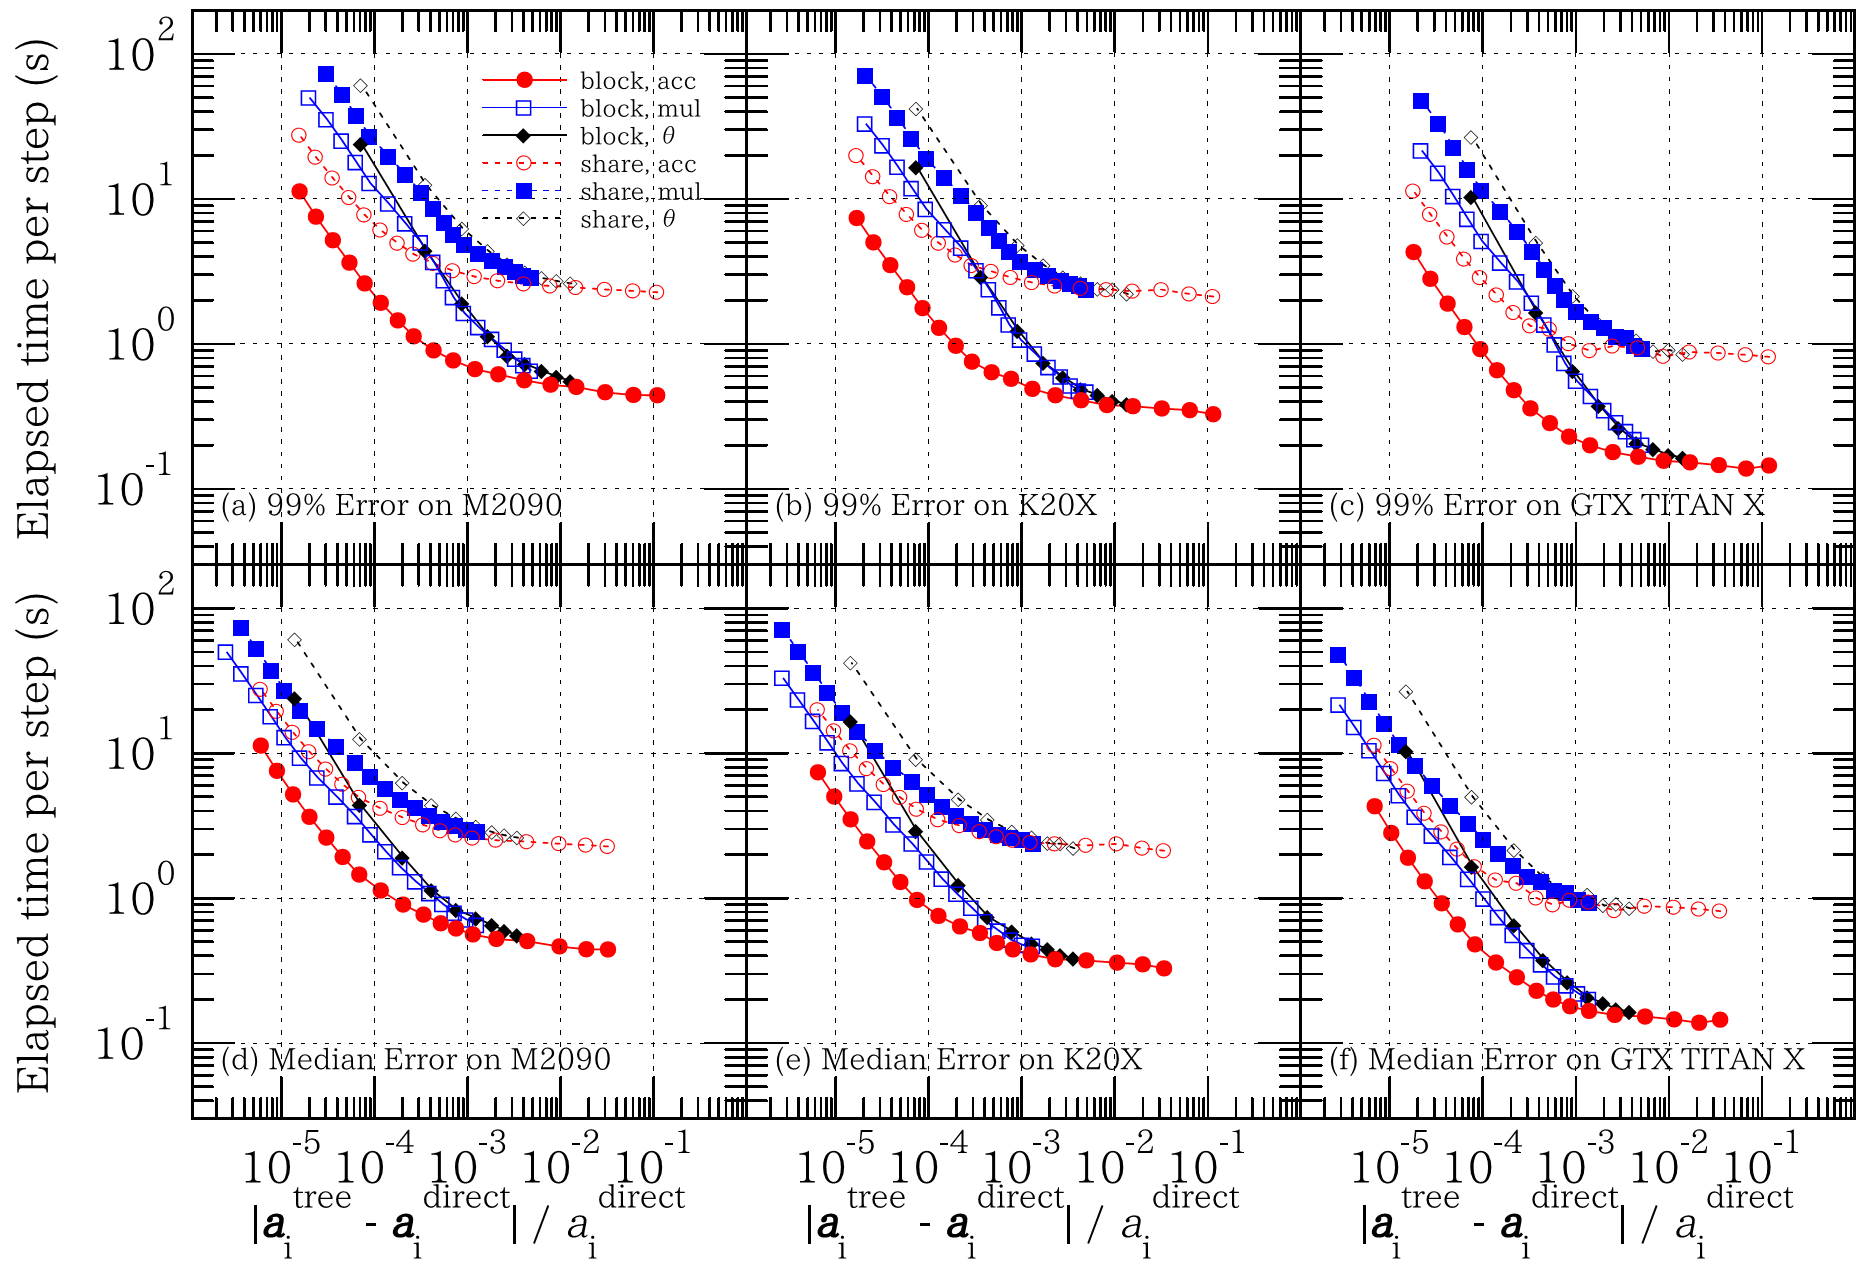 Elapsed time per step (s)
10^2
10^1
10^0
10^-1
block, acc
block, mul
block, θ
share, acc
share, mul
share, θ
(a) 99% Error on M2090
(b) 99% Error on K20X
(c) 99% Error on GTX TITAN X
Elapsed time per step (s)
10^2
10^1
10^0
10^-1
(d) Median Error on M2090
(e) Median Error on K20X
(f) Median Error on GTX TITAN X
10^-5 10^-4 10^-3 10^-2 10^-1
10^-5 10^-4 10^-3 10^-2 10^-1
10^-5 10^-4 10^-3 10^-2 10^-1
|a_i^tree - a_i^direct| / a_i^direct
|a_i^tree - a_i^direct| / a_i^direct
|a_i^tree - a_i^direct| / a_i^direct